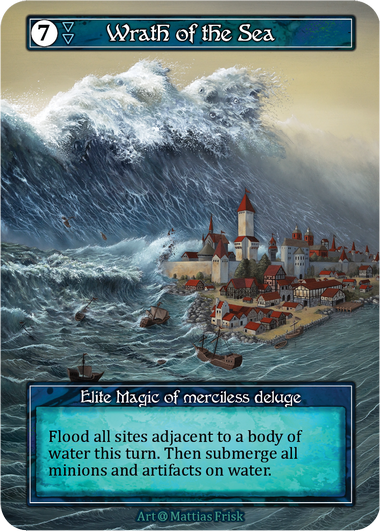 7
Wrath of the Sea
Elite Magic of merciless deluge
Flood all sites adjacent to a body of
water this turn. Then submerge all
minions and artifacts on water.
Art @ Mattias Frisk